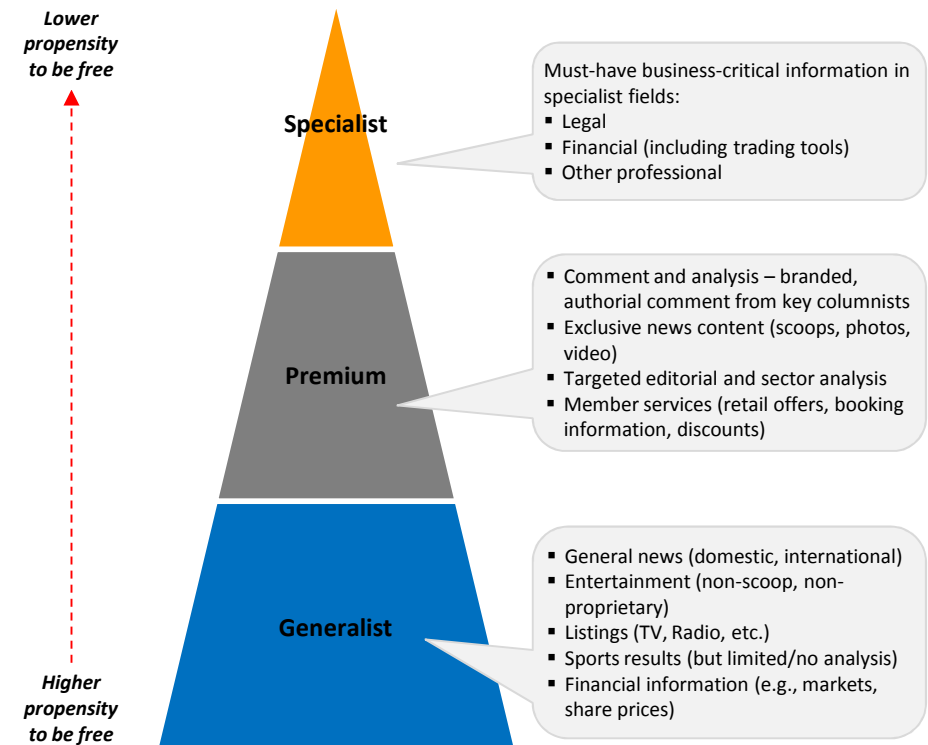 Lower
propensity
to be free
Specialist
Must-have business-critical information in
specialist fields:
▪ Legal
▪ Financial (including trading tools)
▪ Other professional
Premium
▪ Comment and analysis – branded,
authorial comment from key columnists
▪ Exclusive news content (scoops, photos,
video)
▪ Targeted editorial and sector analysis
▪ Member services (retail offers, booking
information, discounts)
Generalist
▪ General news (domestic, international)
▪ Entertainment (non-scoop, non-
proprietary)
▪ Listings (TV, Radio, etc.)
▪ Sports results (but limited/no analysis)
▪ Financial information (e.g., markets,
share prices)
Higher
propensity
to be free